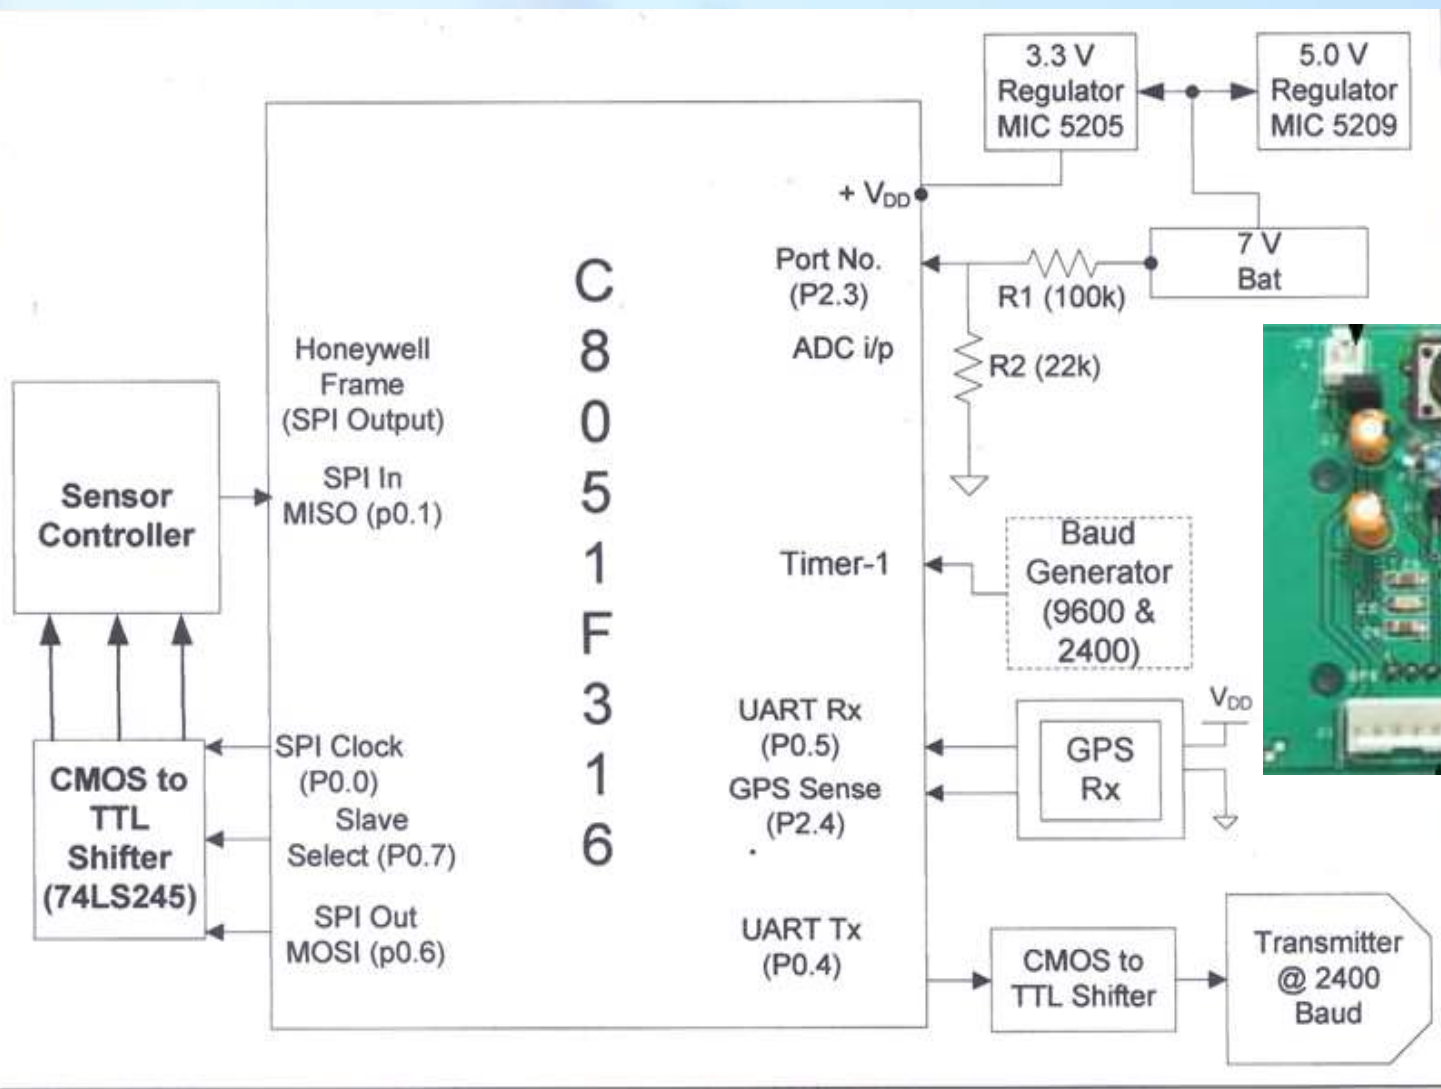 3.3 V
Regulator
MIC 5205
5.0 V
Regulator
MIC 5209
+ VDD
Port No.
(P2.3)
ADC i/p
R1 (100k)
7 V
Bat
R2 (22k)
C
8
0
5
1
F
3
1
6
Honeywell
Frame
(SPI Output)
SPI In
MISO (p0.1)
Sensor
Controller
Timer-1
Baud
Generator
(9600 &
2400)
UART Rx
(P0.5)
GPS Sense
(P2.4)
GPS
Rx
VDD
SPI Clock
(P0.0)
Slave
Select (P0.7)
SPI Out
MOSI (p0.6)
CMOS to
TTL
Shifter
(74LS245)
UART Tx
(P0.4)
CMOS to
TTL Shifter
Transmitter
@ 2400
Baud